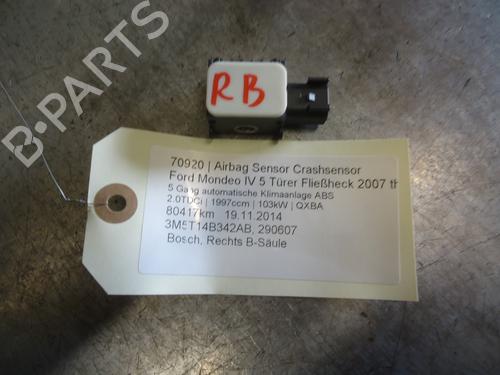 RB
B-PARTS
70920 | Airbag Sensor Crashsensor
Ford Mondeo IV 5 Türer Fließheck 2007 th
5 Gang automatische Klimaanlage ABS
2.0TDCi | 1997ccm | 103kW | QXBA
80417km 19.11.2014
3M5T14B342AB, 290607
Bosch, Rechts B-Säule